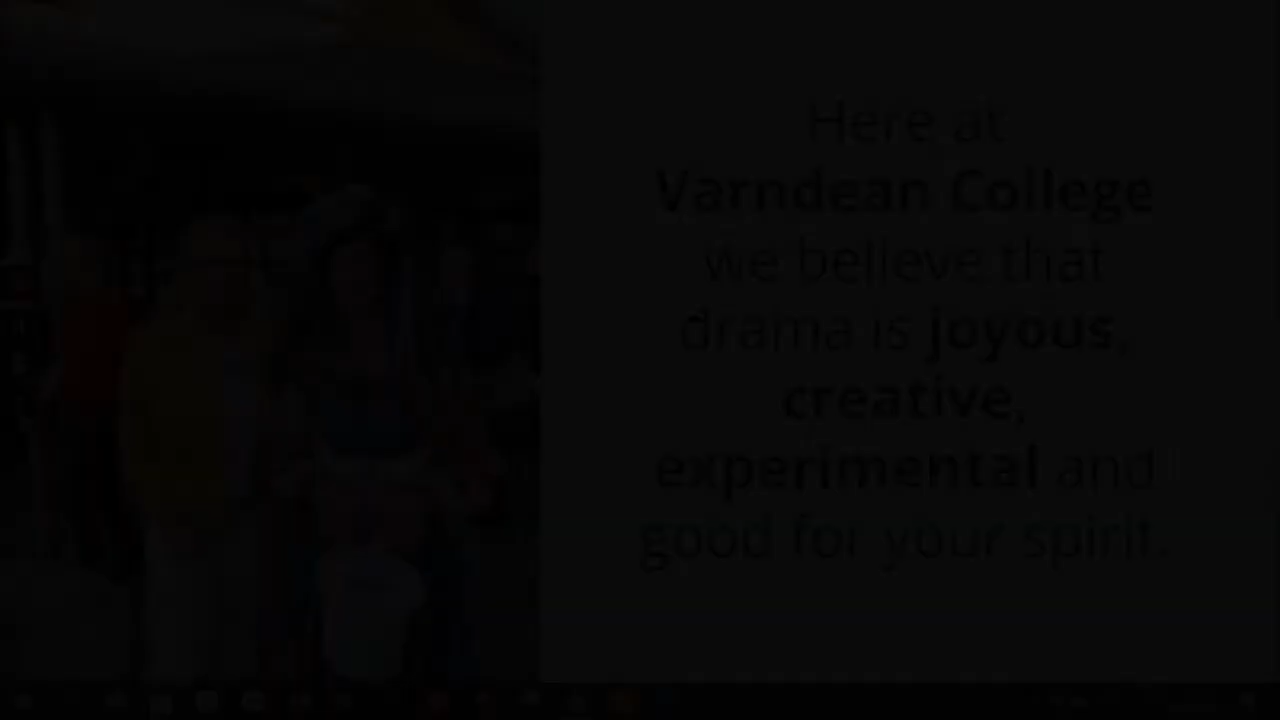 Here at
Varndean College
we believe that
drama is joyous,
creative,
experimental and
good for your spirit.